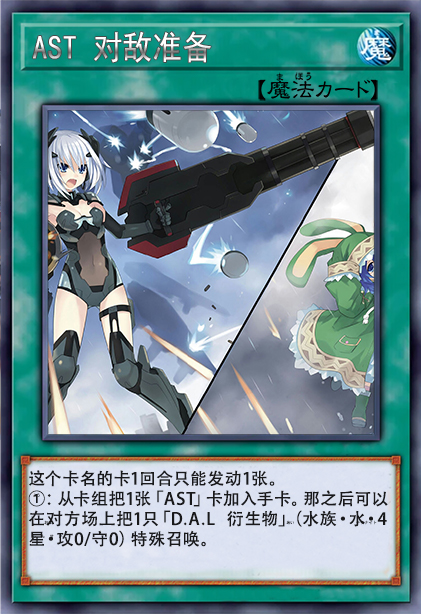 AST 对敌准备
魔
【魔法カード】
まほう
这个卡名的卡1回合只能发动1张。
①：从卡组把1张「AST」卡加入手卡。那之后可以
在对方场上把1只「D.A.L 衍生物」（水族・水・4
星・攻0/守0）特殊召唤。